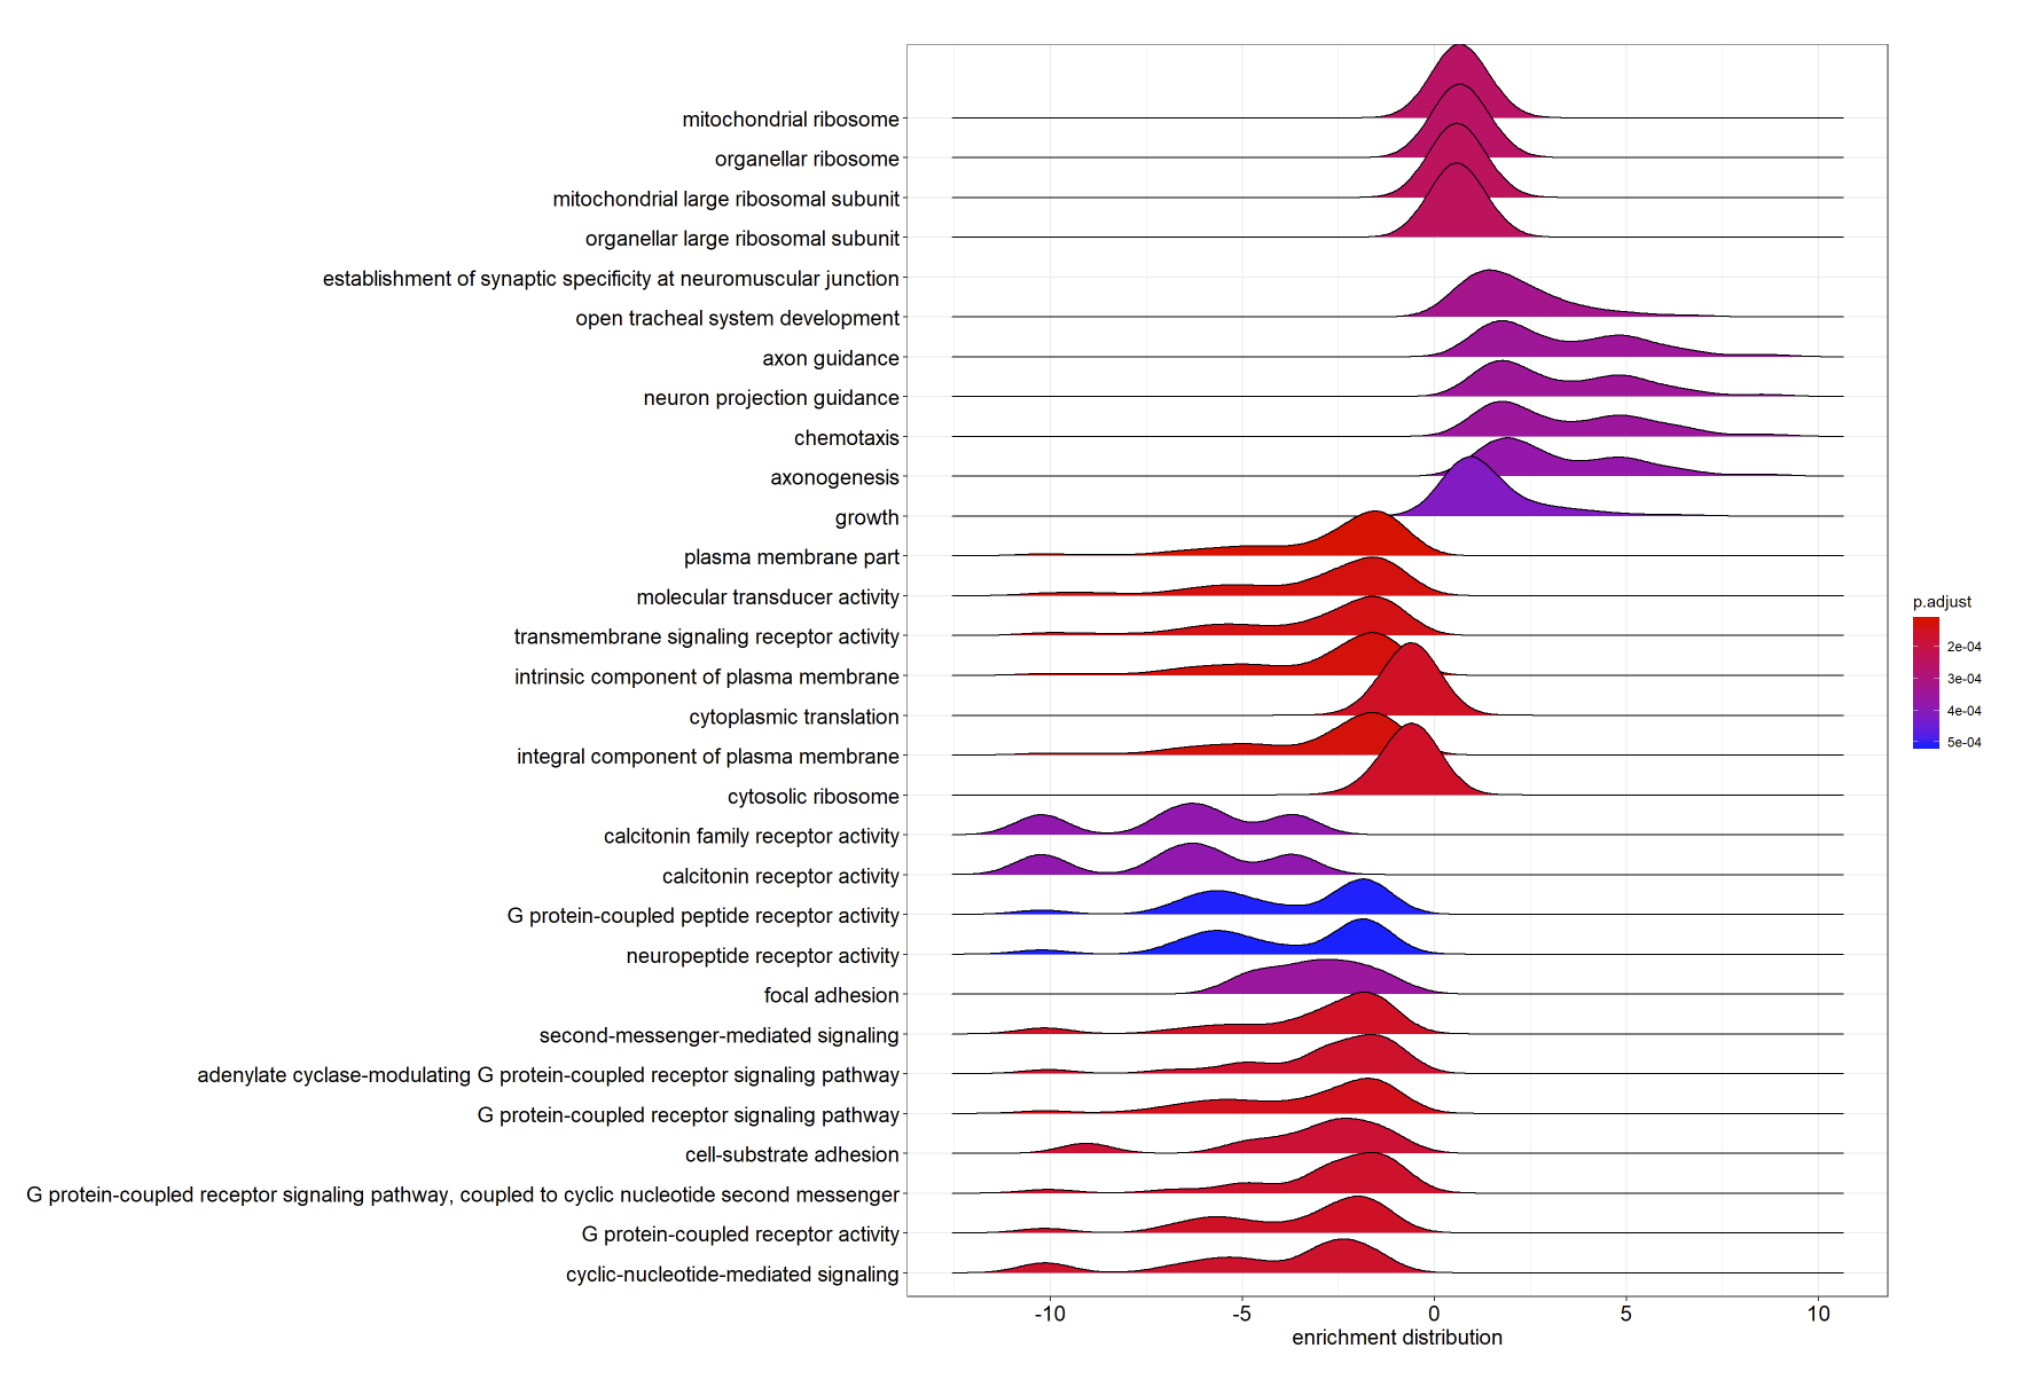 mitochondrial ribosome
organellar ribosome
mitochondrial large ribosomal subunit
organellar large ribosomal subunit
establishment of synaptic specificity at neuromuscular junction
open tracheal system development
axon guidance
neuron projection guidance
chemotaxis
axonogenesis
growth
plasma membrane part
molecular transducer activity
transmembrane signaling receptor activity
intrinsic component of plasma membrane
cytoplasmic translation
integral component of plasma membrane
cytosolic ribosome
calcitonin family receptor activity
calcitonin receptor activity
G protein-coupled peptide receptor activity
neuropeptide receptor activity
focal adhesion
second-messenger-mediated signaling
adenylate cyclase-modulating G protein-coupled receptor signaling pathway
G protein-coupled receptor signaling pathway
cell-substrate adhesion
G protein-coupled receptor signaling pathway, coupled to cyclic nucleotide second messenger
G protein-coupled receptor activity
cyclic-nucleotide-mediated signaling
-10 -5 0 5 10
enrichment distribution
p.adjust
2e-04
3e-04
4e-04
5e-04